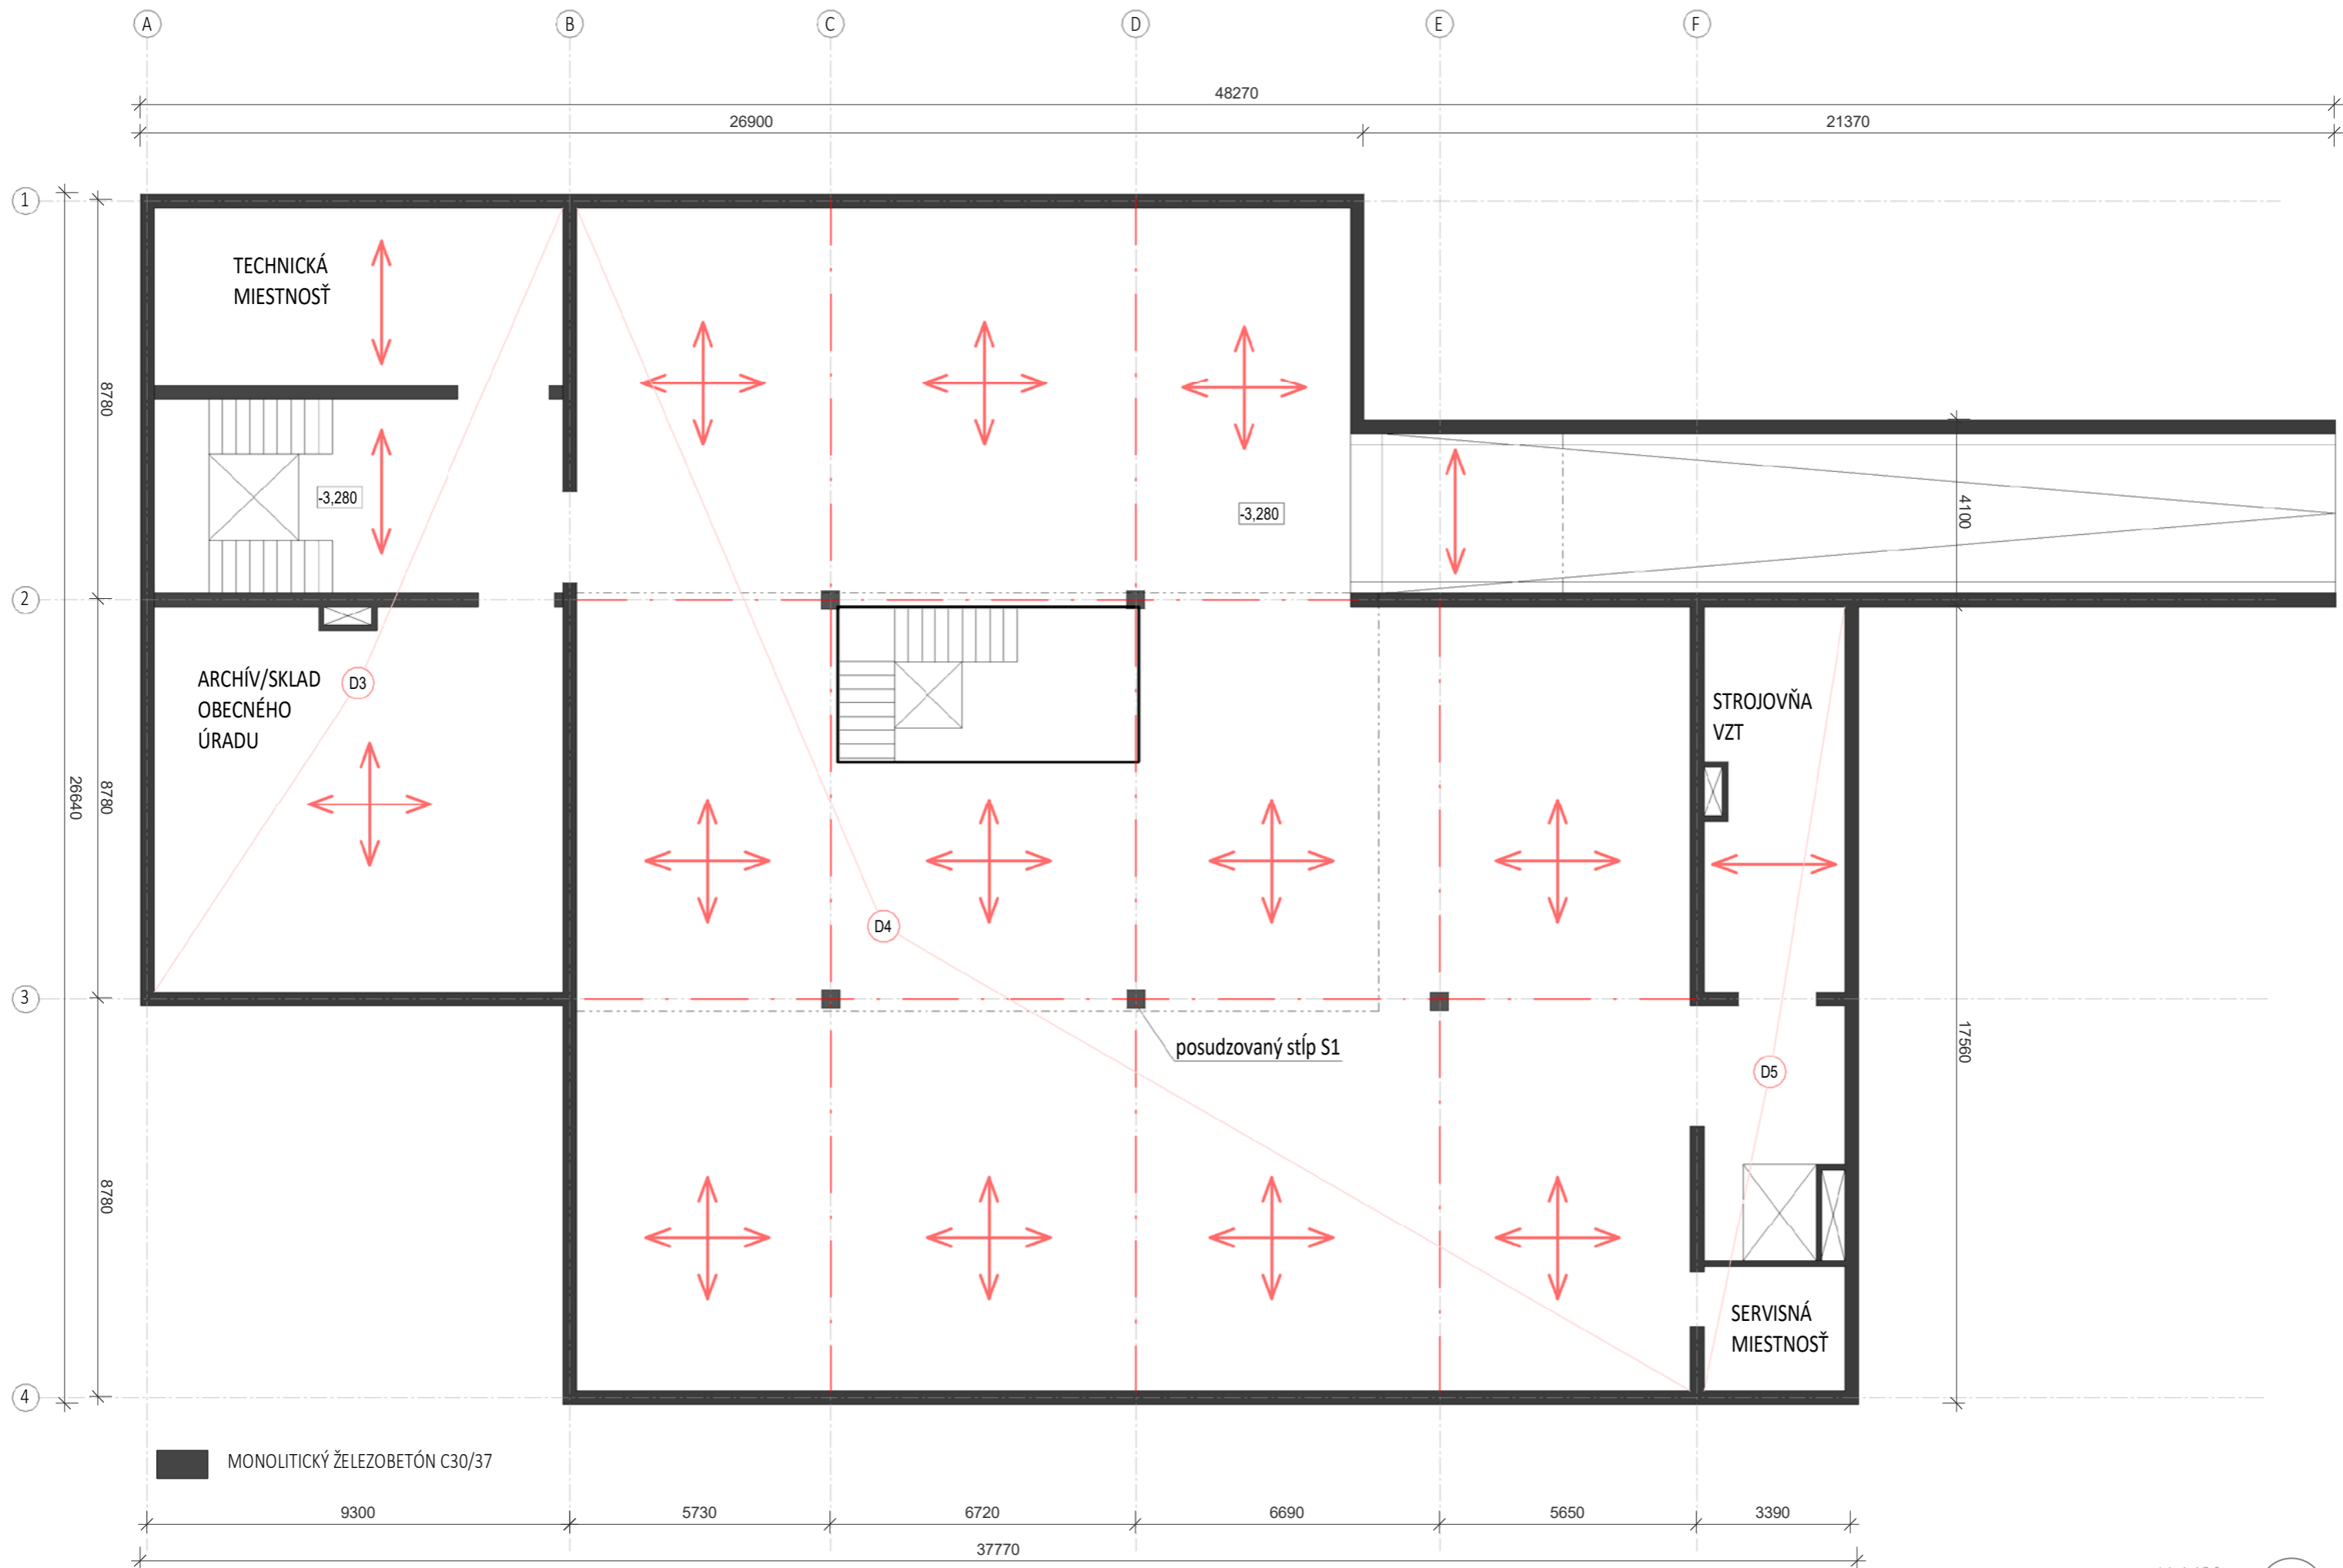 A
B
C
D
E
F
48270
26900
21370
1
2
3
4
8780
8780
8780
26640
TECHNICKÁ
MIESTNOSŤ
-3,280
-3,280
4100
D3
ARCHÍV/SKLAD
OBECNÉHO
ÚRADU
STROJOVŇA
VZT
D4
posudzovaný stĺp S1
17560
D5
SERVISNÁ
MIESTNOSŤ
MONOLITICKÝ ŽELEZOBETÓN C30/37
9300
5730
6720
6690
5650
3390
37770